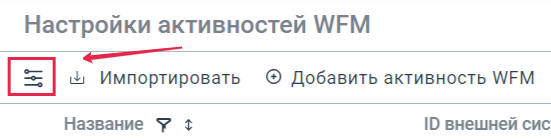 Настройки активностей WFM
Импортировать Добавить активность WFM
Название ID внешней сис